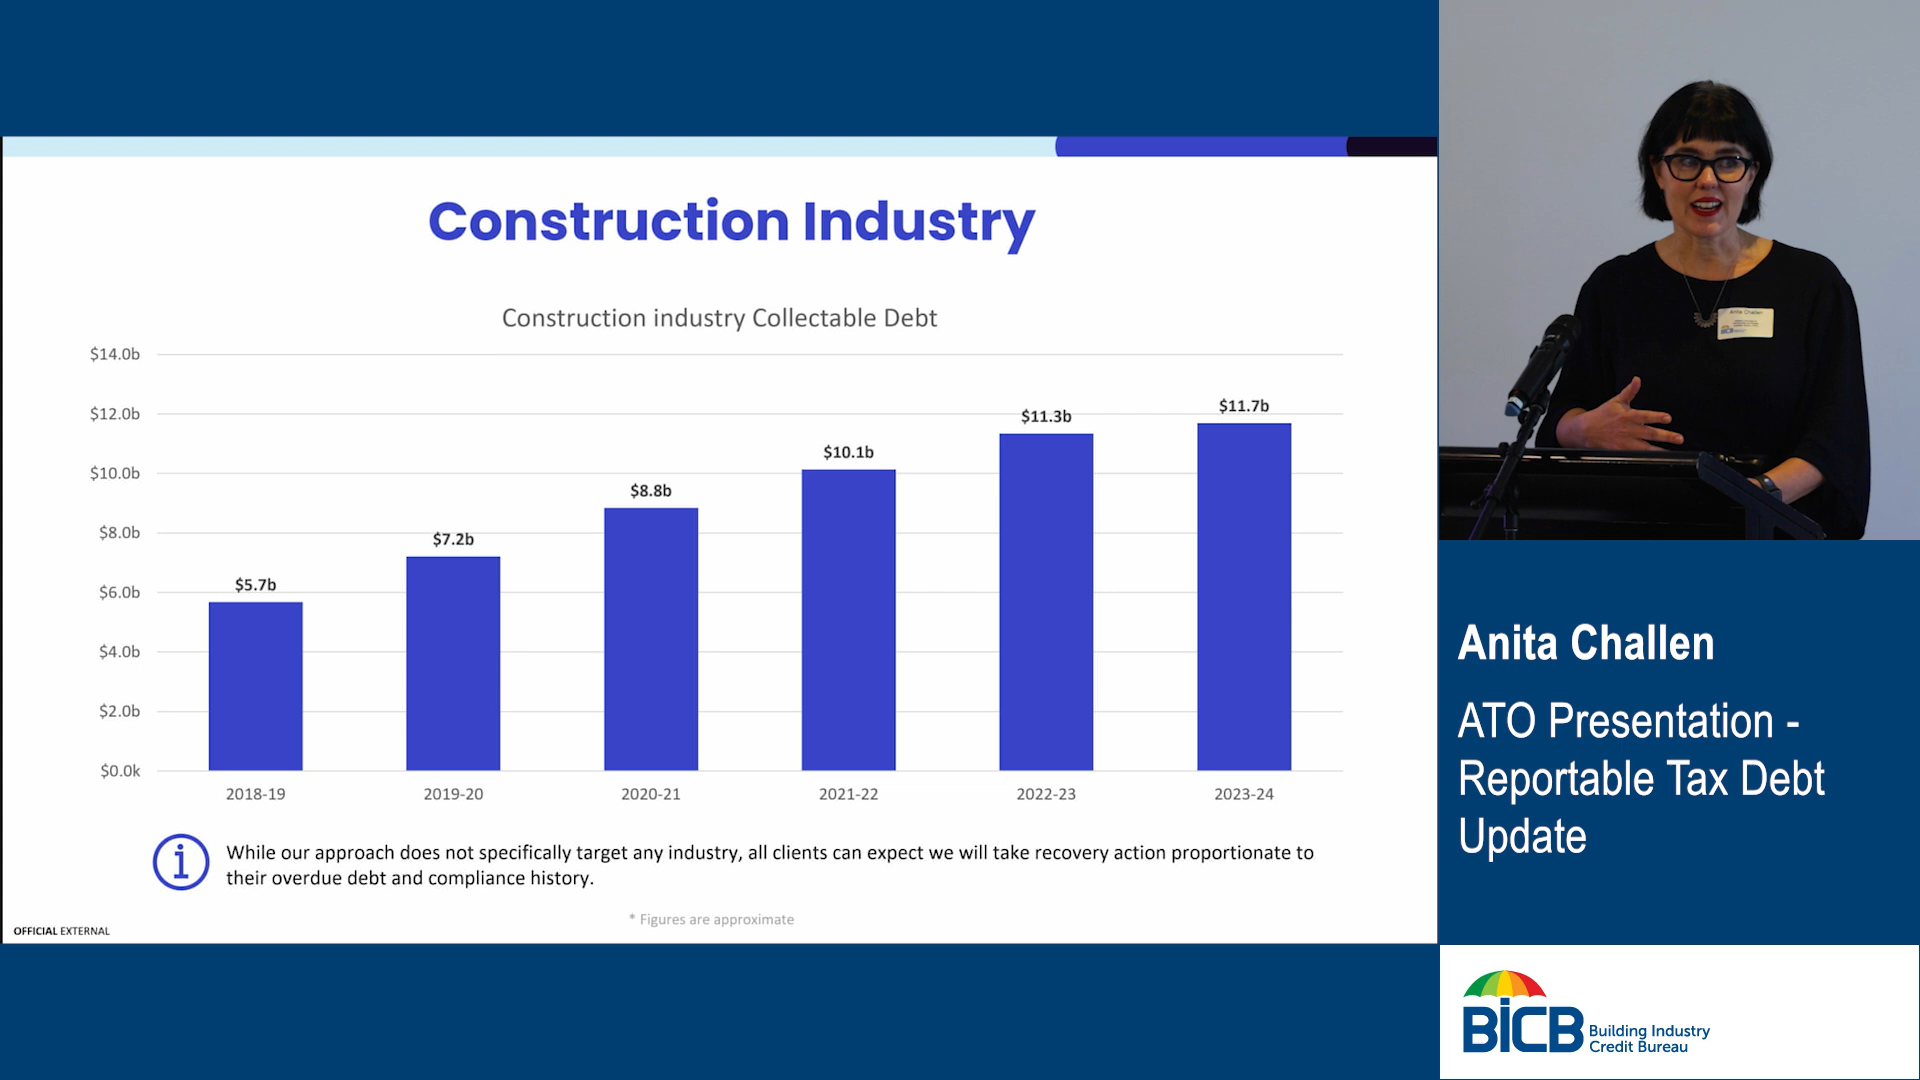 Construction Industry
Construction industry Collectable Debt
$14.0b
$12.0b
$10.0b
$8.0b
$6.0b
$4.0b
$2.0b
$0.0k
$5.7b
$7.2b
$8.8b
$10.1b
$11.3b
$11.7b
2018-19
2019-20
2020-21
2021-22
2022-23
2023-24
i
While our approach does not specifically target any industry, all clients can expect we will take recovery action proportionate to
their overdue debt and compliance history.
* Figures are approximate
OFFICIAL EXTERNAL
Anita Challen
BICB
Anita Challen
ATO Presentation -
Reportable Tax Debt
Update
BiCB
Building Industry
Credit Bureau